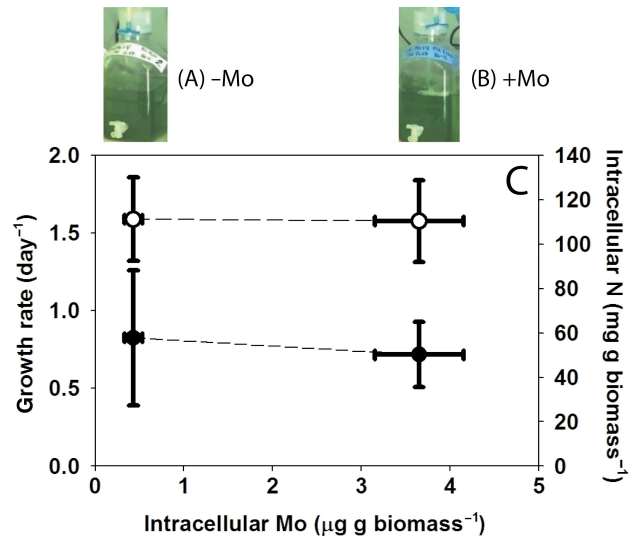 (A) –Mo
(B) +Mo
C
2.0
1.5
1.0
0.5
0.0
Growth rate (day⁻¹)
140
120
100
80
60
40
20
0
Intracellular N (mg g biomass⁻¹)
0 1 2 3 4 5
Intracellular Mo (μg g biomass⁻¹)